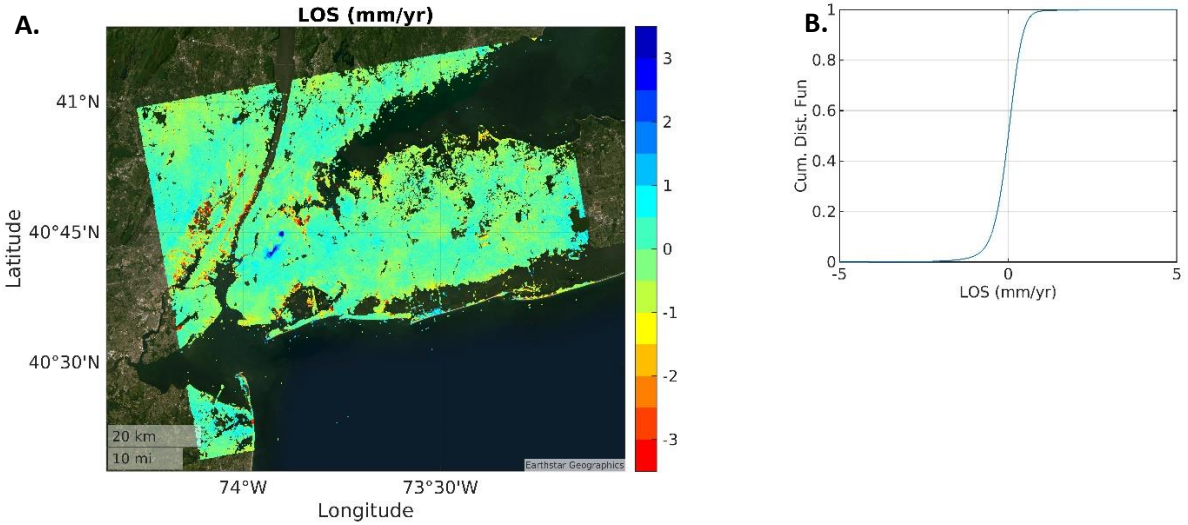 A.
LOS (mm/yr)
41°N
40°45'N
40°30'N
Latitude
74°W
73°30'W
Longitude
20 km
10 mi
Earthstar Geographics
3
2
1
0
-1
-2
-3
B.
1
0.8
0.6
0.4
0.2
0
Cum. Dist. Fun
-5
0
5
LOS (mm/yr)